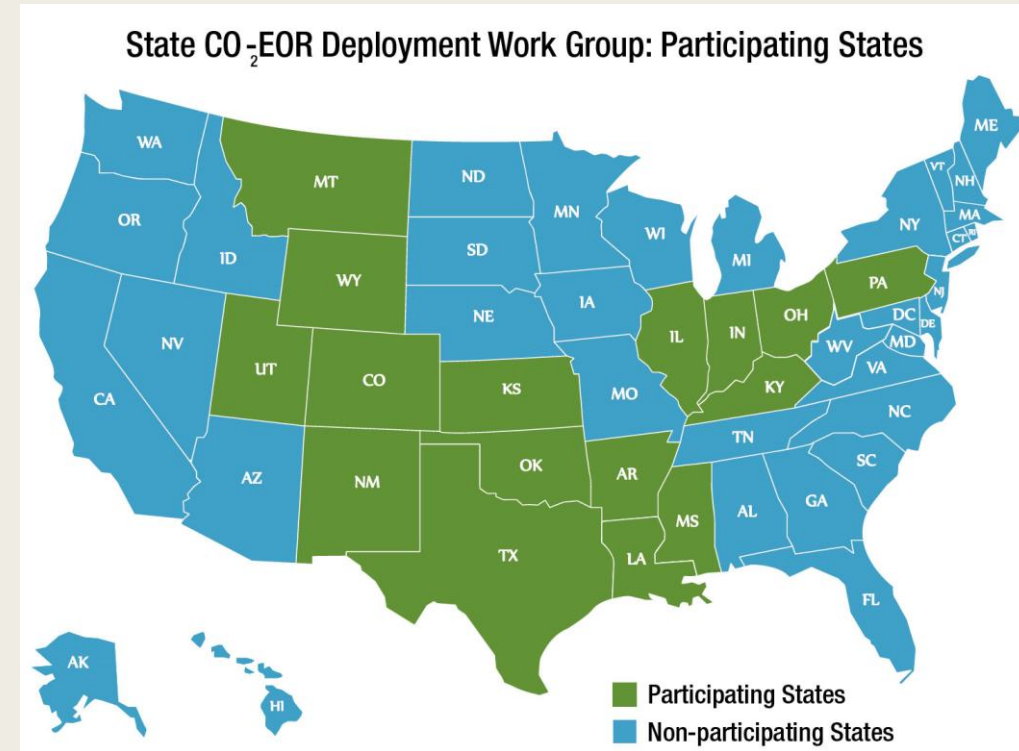 State CO2-EOR Deployment Work Group: Participating States
WA
MT
ND
MN
ME
VT
NH
OR
ID
SD
WI
MI
NY
MA
CT
RI
WY
IA
PA
NJ
NE
IL
IN
OH
DC
DE
NV
UT
CO
KS
MO
WV
MD
KY
VA
CA
NC
TN
AZ
NM
OK
AR
SC
MS
AL
GA
TX
LA
FL
AK
HI
Participating States
Non-participating States